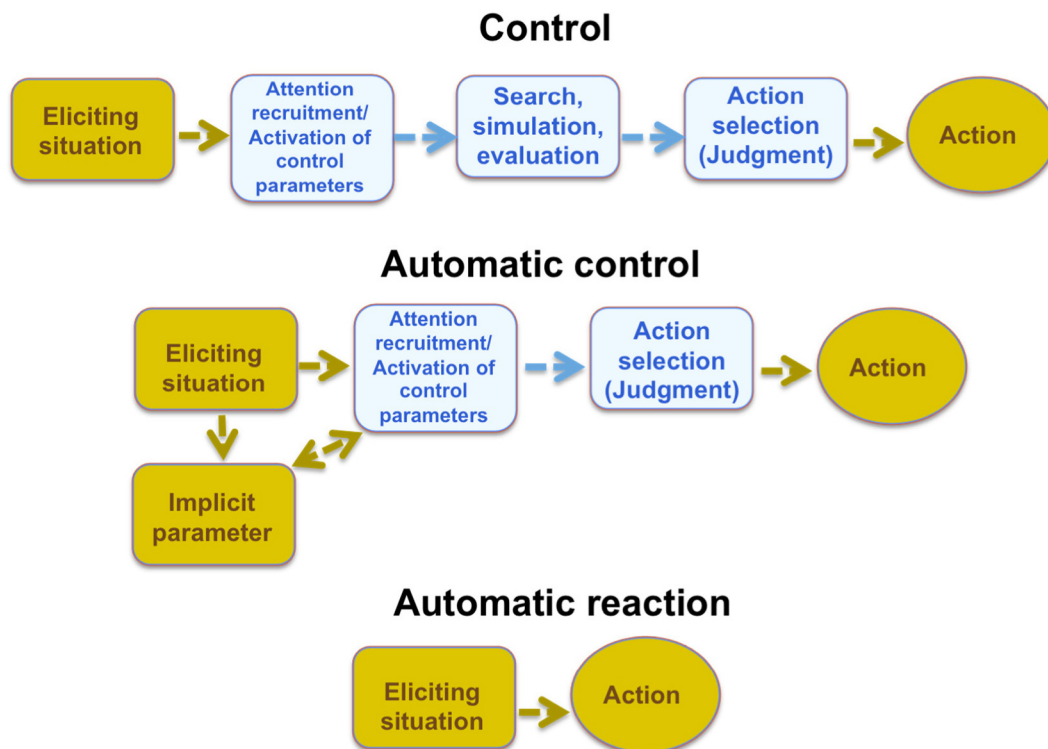 Control
Eliciting
situation
Attention
recruitment/
Activation of
control
parameters
Search,
simulation,
evaluation
Action
selection
(Judgment)
Action
Automatic control
Eliciting
situation
Attention
recruitment/
Activation of
control
parameters
Action
selection
(Judgment)
Action
Implicit
parameter
Automatic reaction
Eliciting
situation
Action